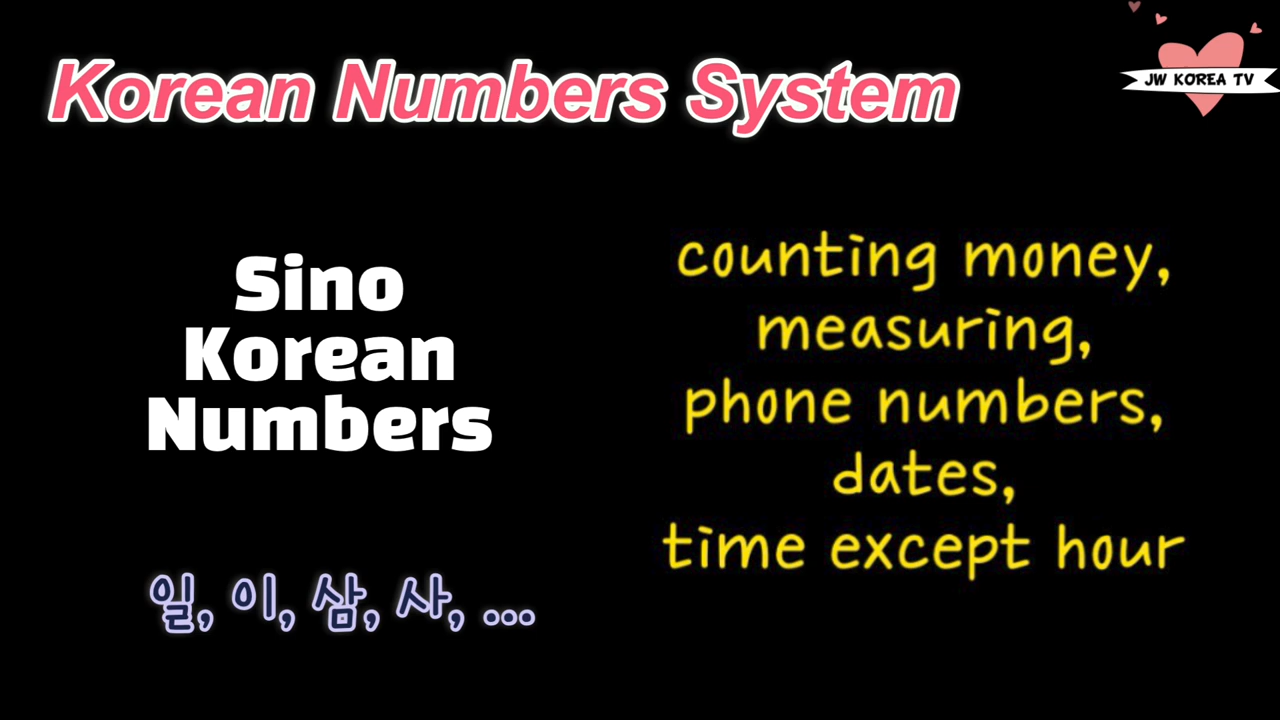 Korean Numbers System
JW KOREA TV
Sino
Korean
Numbers
일, 이, 삼, 사, ...
counting money,
measuring,
phone numbers,
dates,
time except hour